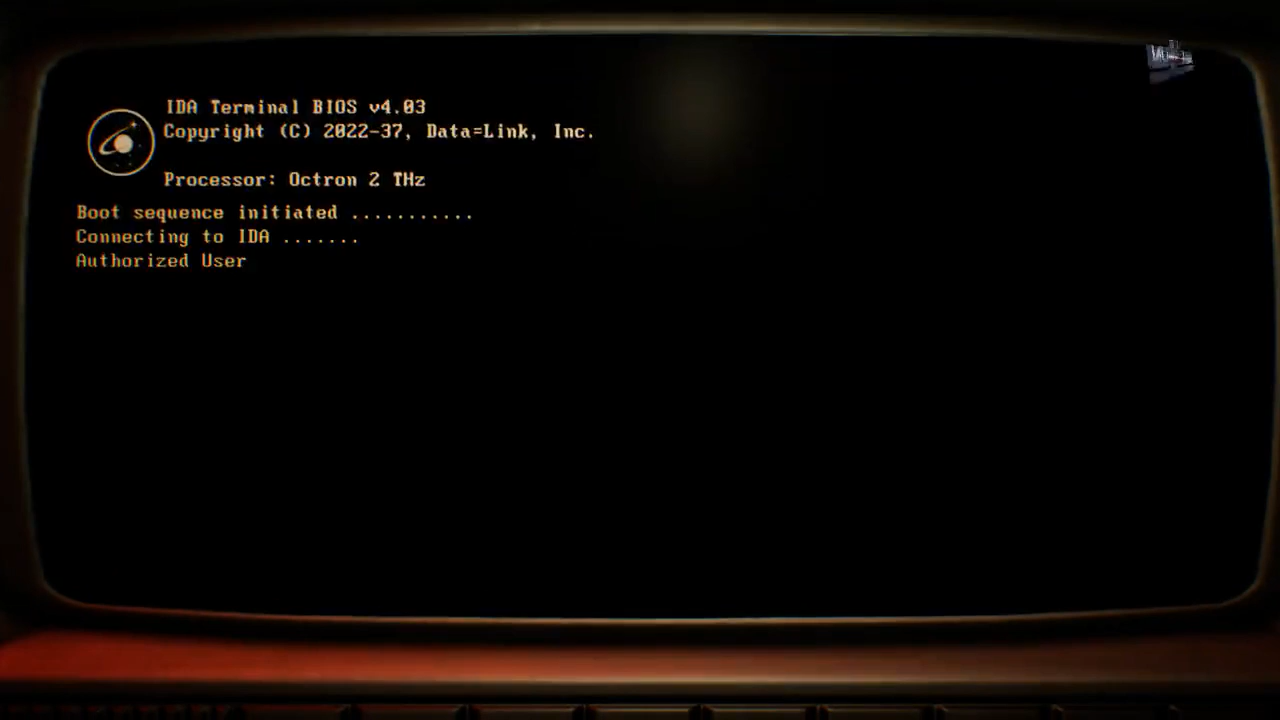 IDA Terminal BIOS v4.03
Copyright (C) 2022-37, Data=Link, Inc.
Processor: Octron 2 THz
Boot sequence initiated ...........
Connecting to IDA .......
Authorized User